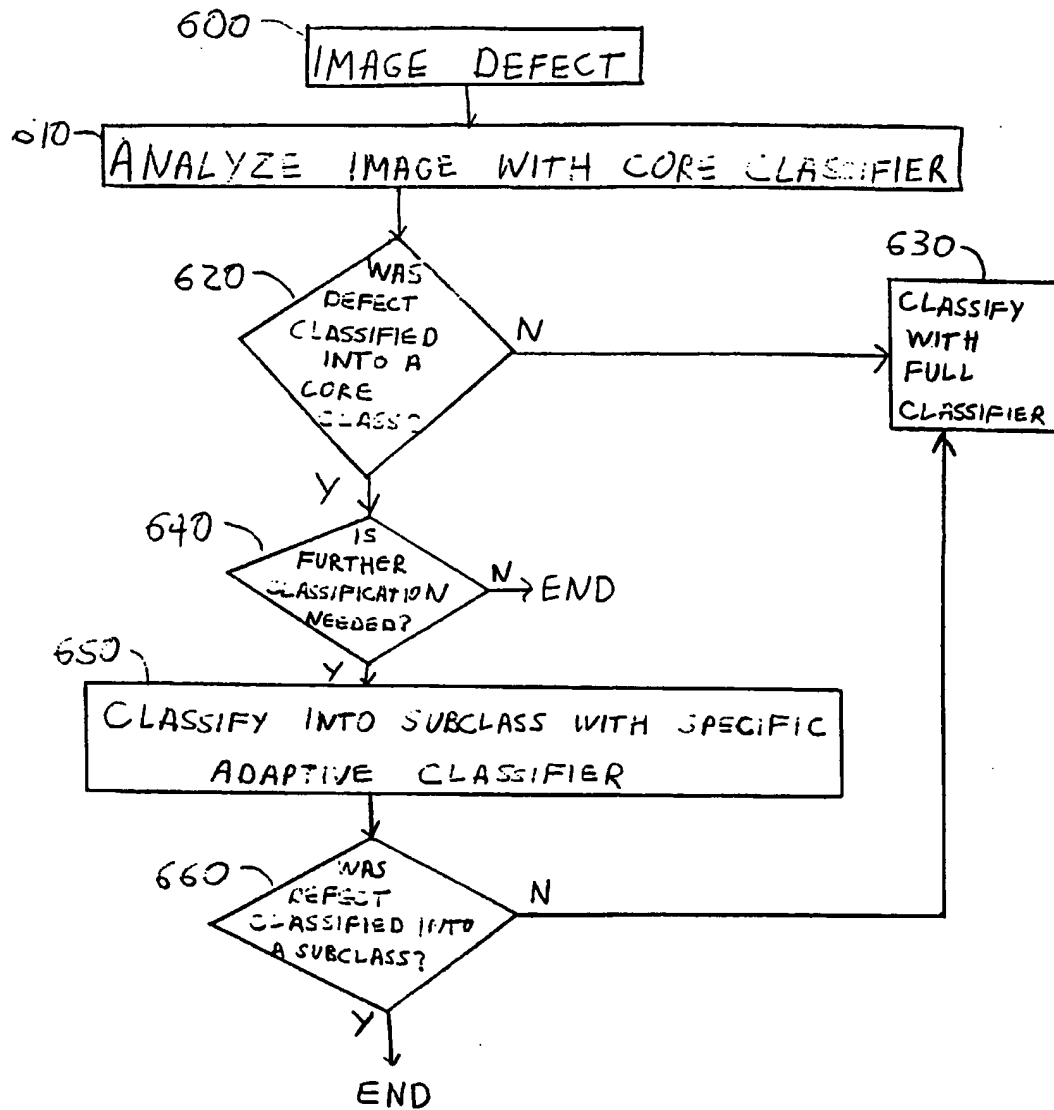 600
IMAGE DEFECT
610
ANALYZE IMAGE WITH CORE CLASSIFIER
620
WAS
DEFECT
CLASSIFIED
INTO A
CORE
CLASS?
N
630
CLASSIFY
WITH
FULL
CLASSIFIER
Y
640
IS
FURTHER
CLASSIFICATION
NEEDED?
N
END
Y
650
CLASSIFY INTO SUBCLASS WITH SPECIFIC
ADAPTIVE CLASSIFIER
660
WAS
DEFECT
CLASSIFIED INTO
A SUBCLASS?
N
Y
END